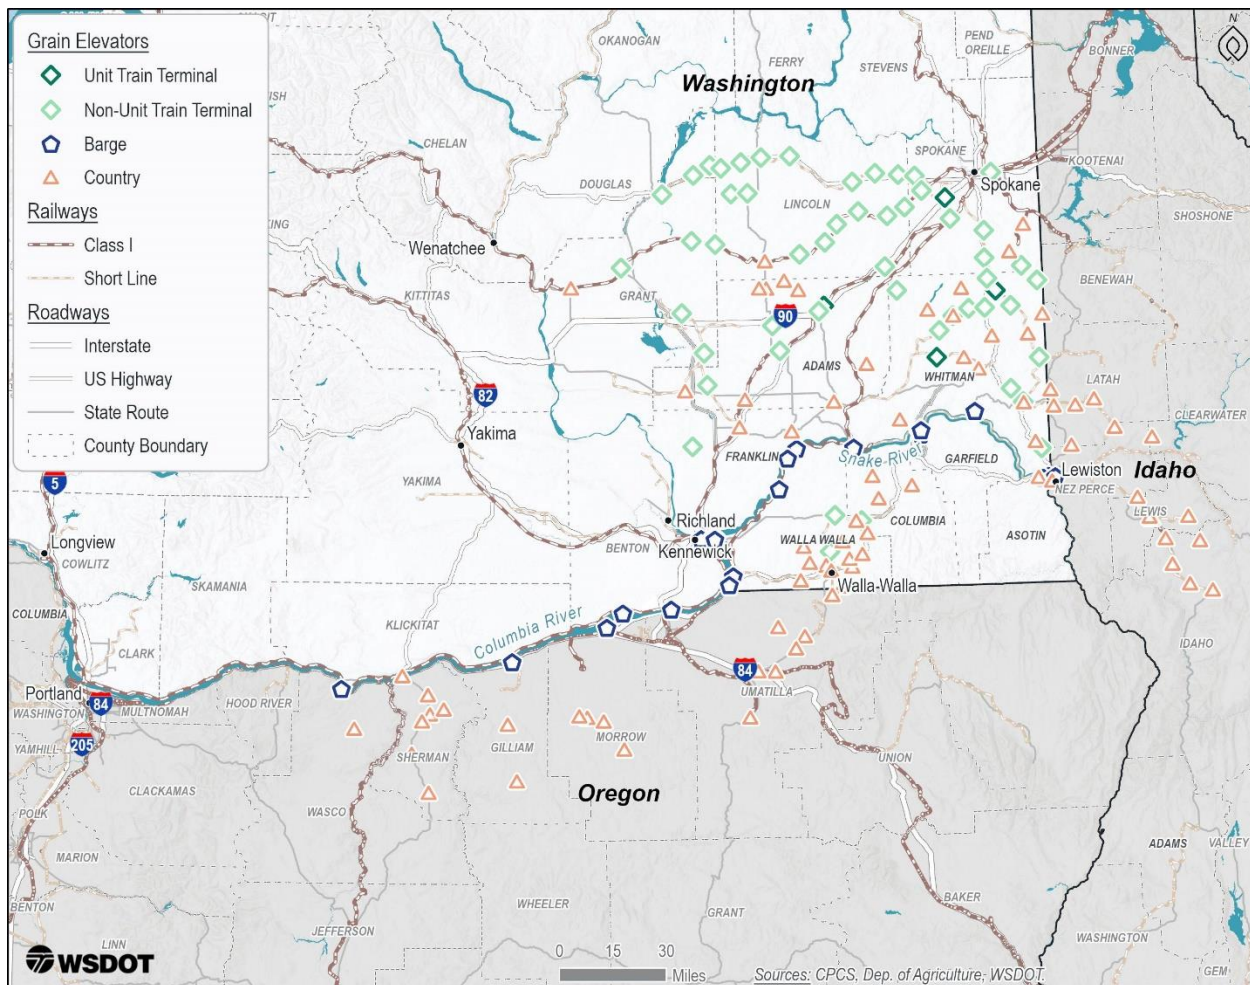 Grain Elevators
Unit Train Terminal
Non-Unit Train Terminal
Barge
Country
Railways
Class I
Short Line
Roadways
Interstate
US Highway
State Route
County Boundary
N
OKANOGAN
FERRY
STEVENS
PEND
OREILLE
BONNER
Washington
CHELAN
DOUGLAS
LINCOLN
SPOKANE
Spokane
KOOTENAI
SHOSHONE
Wenatchee
KITTITAS
GRANT
BENEWAH
90
ADAMS
WHITMAN
LATAH
CLEARWATER
82
Yakima
YAKIMA
FRANKLIN
Snake River
GARFIELD
Lewiston
NEZ PERCE
Idaho
LEWIS
5
Longview
COWLITZ
Richland
BENTON
Kennewick
WALLA WALLA
COLUMBIA
ASOTIN
Walla-Walla
SKAMANIA
COLUMBIA
KLICKITAT
Columbia River
CLARK
IDAHO
Portland
84
WASHINGTON
MULTNOMAH
HOOD RIVER
84
UMATILLA
YAMHILL
205
SHERMAN
GILLIAM
MORROW
UNION
CLACKAMAS
Oregon
WASCO
POLK
MARION
ADAMS
VALLEY
BENTON
WHEELER
GRANT
BAKER
JEFFERSON
LINN
WASHINGTON
GEM
WSDOT
0 15 30
Miles
Sources: CPCS, Dep. of Agriculture, WSDOT.